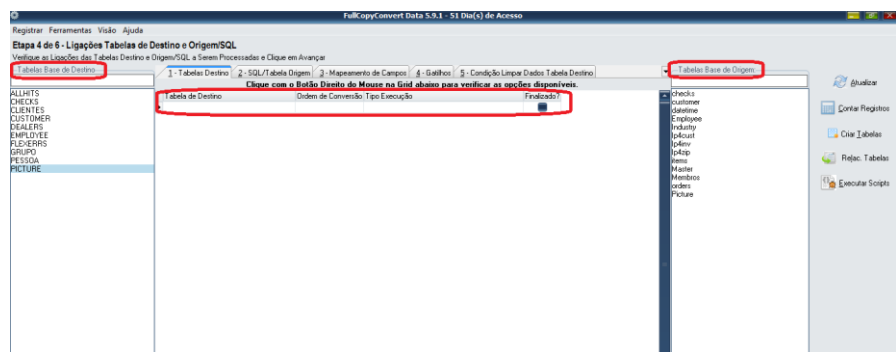 FullCopyConvert Data 5.9.1 - 51 Dia(s) de Acesso
Registrar Ferramentas Visão Ajuda
Etapa 4 de 6 - Ligações Tabelas de Destino e Origem/SQL
Verifique as Ligações das Tabelas Destino e Origem/SQL a Serem Processadas e Clique em Avançar
Tabelas Base de Destino
ALLHITS
CHECKS
CLIENTES
CUSTOMER
DEALERS
EMPLOYEE
FLEXERRS
GRUPO
PESSOA
PICTURE
1 - Tabelas Destino 2 - SQL/Tabela Origem 3 - Mapeamento de Campos 4 - Gatilhos 5 - Condição Limpar Dados Tabela Destino
Clique com o Botão Direito do Mouse na Grid abaixo para verificar as opções disponíveis.
Tabela de Destino Ordem de Conversão Tipo Execução Finalizado?
Tabelas Base de Origem
checks
customer
datetime
Employee
Industry
lp4cust
lp4inv
lp4zip
items
Master
Membros
orders
Picture
Atualizar
Contar Registros
Criar Tabelas
Relac. Tabelas
Executar Scripts